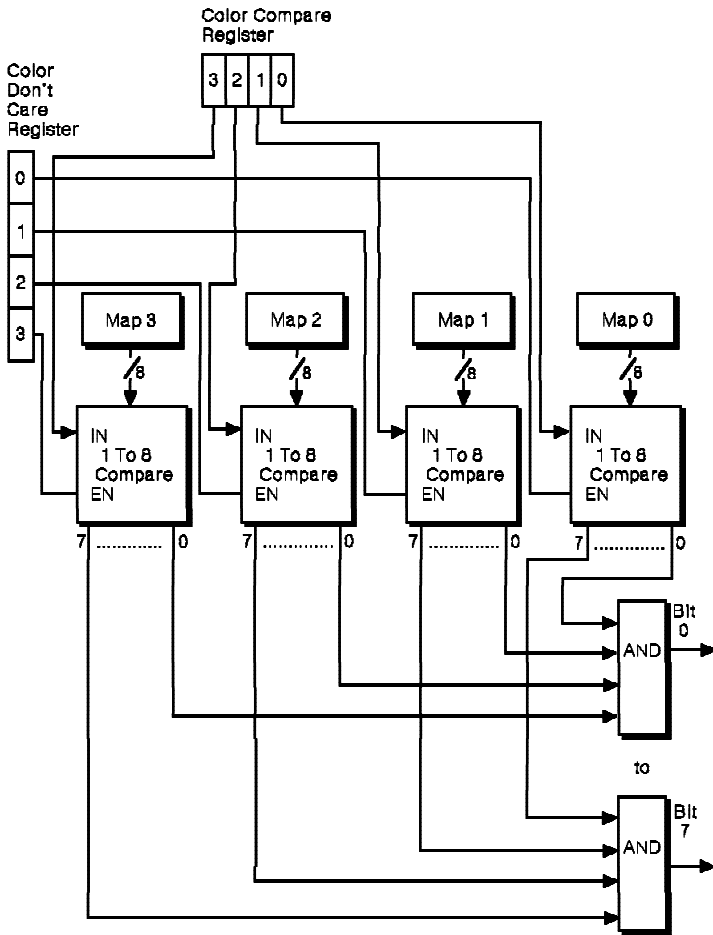 Color Compare
Register
3 2 1 0
Color
Don't
Care
Register
0
1
2
3
Map 3
Map 2
Map 1
Map 0
8
8
8
8
IN
1 To 8
Compare
EN
IN
1 To 8
Compare
EN
IN
1 To 8
Compare
EN
IN
1 To 8
Compare
EN
7 .............. 0
7 .............. 0
7 .............. 0
7 .............. 0
Bit
0
AND
to
Bit
7
AND